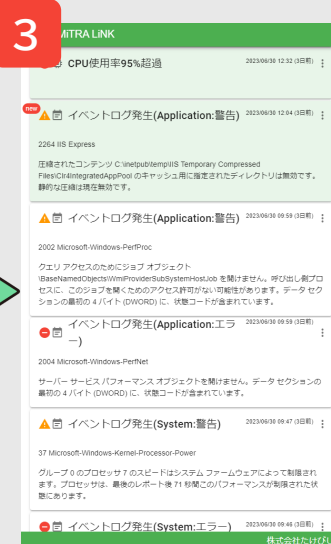 3
MiTRA LiNK
CPU使用率95%超過
2023/06/30 12:32 (3日前)
new
イベントログ発生(Application:警告)
2023/06/30 12:04 (3日前)
2264 IIS Express
圧縮されたコンテンツ C:\inetpub\temp\IIS Temporary Compressed
Files\Clr4IntegratedAppPool のキャッシュ用に指定されたディレクトリは無効です。
静的な圧縮は現在無効です。
イベントログ発生(Application:警告)
2023/06/30 09:59 (3日前)
2002 Microsoft-Windows-PerfProc
クエリ アクセスのためにジョブ オブジェクト
\BaseNamedObjects\WmiProviderSubSystemHostJob を開けません。呼び出し側プロ
セスに、このジョブを開くためのアクセス許可がない可能性があります。データ セク
ションの最初の 4 バイト (DWORD) に、状態コードが含まれています。
イベントログ発生(Application:エラ
ー)
2023/06/30 09:59 (3日前)
2004 Microsoft-Windows-PerfNet
サーバー サービス パフォーマンス オブジェクトを開けません。データ セクションの
最初の 4 バイト (DWORD) に、状態コードが含まれています。
イベントログ発生(System:警告)
2023/06/30 09:47 (3日前)
37 Microsoft-Windows-Kernel-Processor-Power
グループ 0 のプロセッサ 7 のスピードはシステム ファームウェアによって制限され
ます。プロセッサは、最後のレポート後 71 秒間このパフォーマンスが制限された状
態にあります。
イベントログ発生(System:エラー)
2023/06/30 09:46 (3日前)
株式会社たけびし